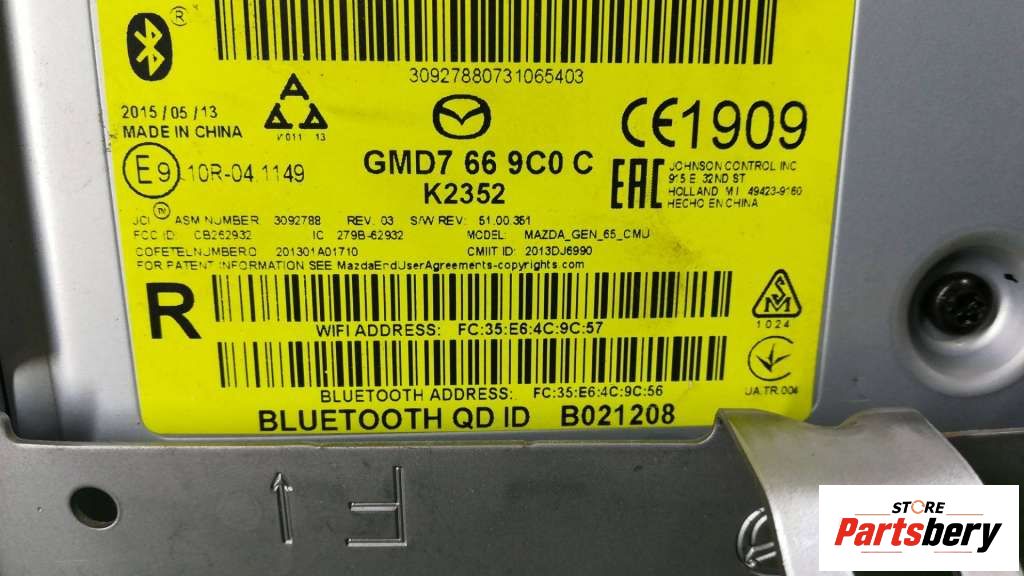 ®
30927880731065403
2015/05/13
MADE IN CHINA
V011 13
CE1909
E9 10R-04.1149
GMD7 66 9C0 C
K2352
EAC
JOHNSON CONTROL INC
915 E 32ND ST
HOLLAND MI 49423-9160
HECHO EN CHINA
JCI ™ ASM NUMBER 3092788 REV. 03 S/W REV: 51.00.351
FCC ID: CB262932 IC 279B-62932 MODEL: MAZDA_GEN_65_CMU
COFETELNUMBERO 201301A01710 CMIIT ID: 2013DJ6990
FOR PATENT INFORMATION SEE MazdaEndUserAgreements-copyrights.com
R
WIFI ADDRESS: FC:35:E6:4C:9C:57
1024
BLUETOOTH ADDRESS: FC:35:E6:4C:9C:56
UA.TR.004
BLUETOOTH QD ID B021208
F
STORE
Partsbery